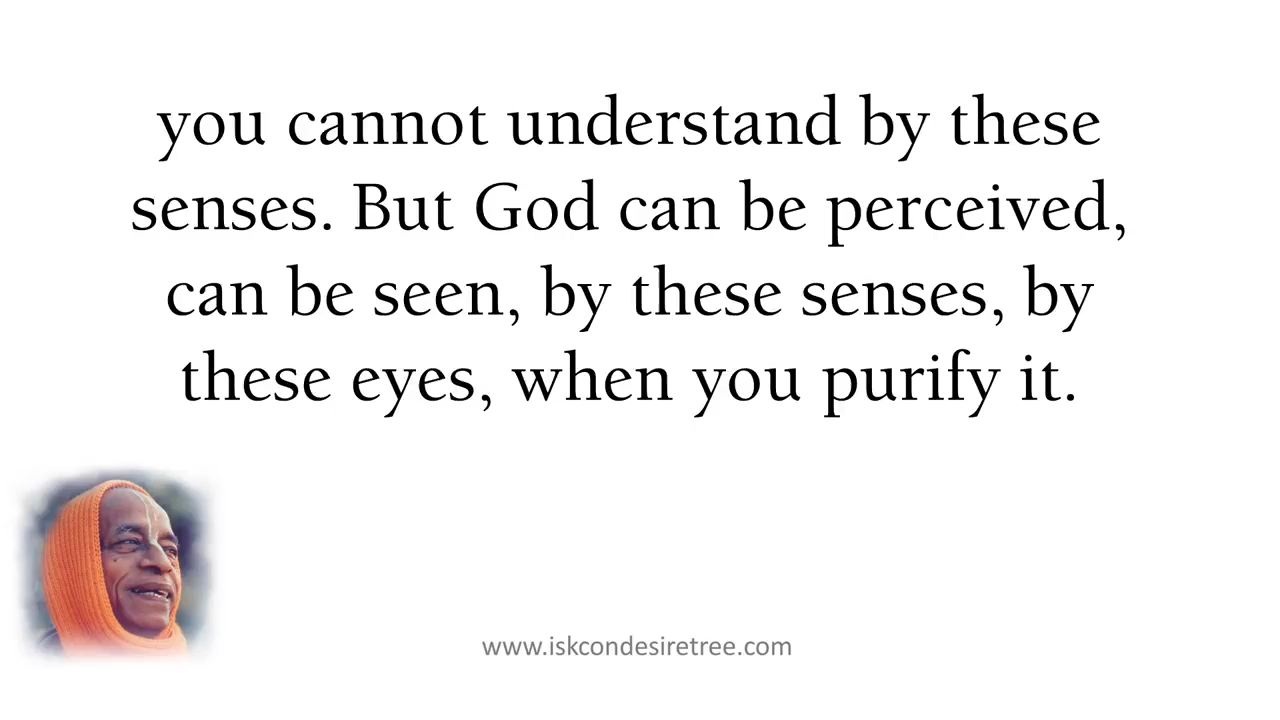 you cannot understand by these
senses. But God can be perceived,
can be seen, by these senses, by
these eyes, when you purify it.
www.iskcondesiretree.com